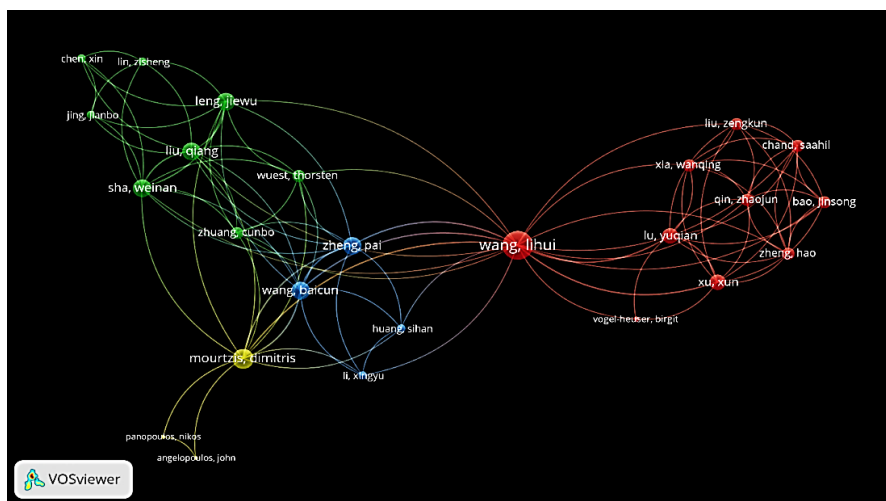 chen, xin
lin, zisheng
jing, jianbo
leng, jiewu
liu, qiang
sha, weinan
wuest, thorsten
zhuang, cunbo
zheng, pai
wang, baicun
huang, sihan
li, xingyu
mourtzis, dimitris
panopoulos, nikos
angelopoulos, john
wang, lihui
liu, zengkun
chand, saahil
xia, wanqing
qin, zhaojun
bao, jinsong
lu, yuqian
zheng, hao
xu, xun
vogel-heuser, birgit
VOSviewer